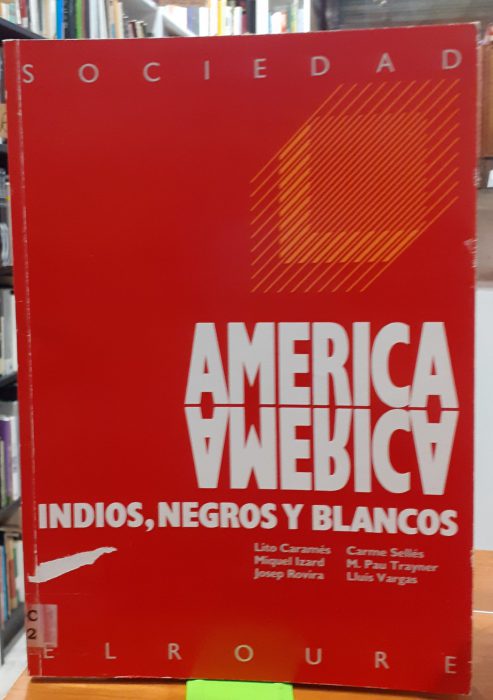 SOCIEDAD
AMERICA
AMERICA
INDIOS, NEGROS Y BLANCOS
Lito Caramés Carme Sellés
Miquel Izard M. Pau Trayner
Josep Rovira Lluís Vargas
C
2
EL ROURE